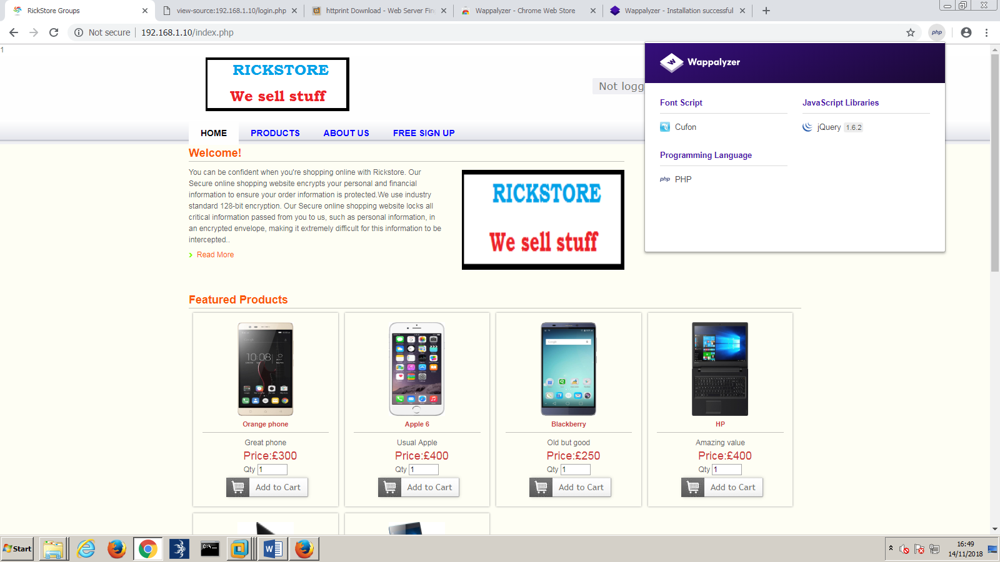 RickStore Groups
view-source:192.168.1.10/login.php
httprint Download - Web Server Fin
Wappalyzer - Chrome Web Store
Wappalyzer - Installation successful
Not secure
192.168.1.10/index.php
php
1
RICKSTORE
We sell stuff
Not logg
Wappalyzer
Font Script
JavaScript Libraries
Cufon
jQuery 1.6.2
Programming Language
php PHP
HOME
PRODUCTS
ABOUT US
FREE SIGN UP
Welcome!
You can be confident when you're shopping online with Rickstore. Our
Secure online shopping website encrypts your personal and financial
information to ensure your order information is protected.We use industry
standard 128-bit encryption. Our Secure online shopping website locks all
critical information passed from you to us, such as personal information, in
an encrypted envelope, making it extremely difficult for this information to be
intercepted..
Read More
RICKSTORE
We sell stuff
Featured Products
10:08
Google
Orange phone
Apple 6
Blackberry
HP
Great phone
Usual Apple
Old but good
Amazing value
Price:£300
Price:£400
Price:£250
Price:£400
Qty 1
Qty 1
Qty 1
Qty 1
Add to Cart
Add to Cart
Add to Cart
Add to Cart
Start
C:\_
16:49
14/11/2018